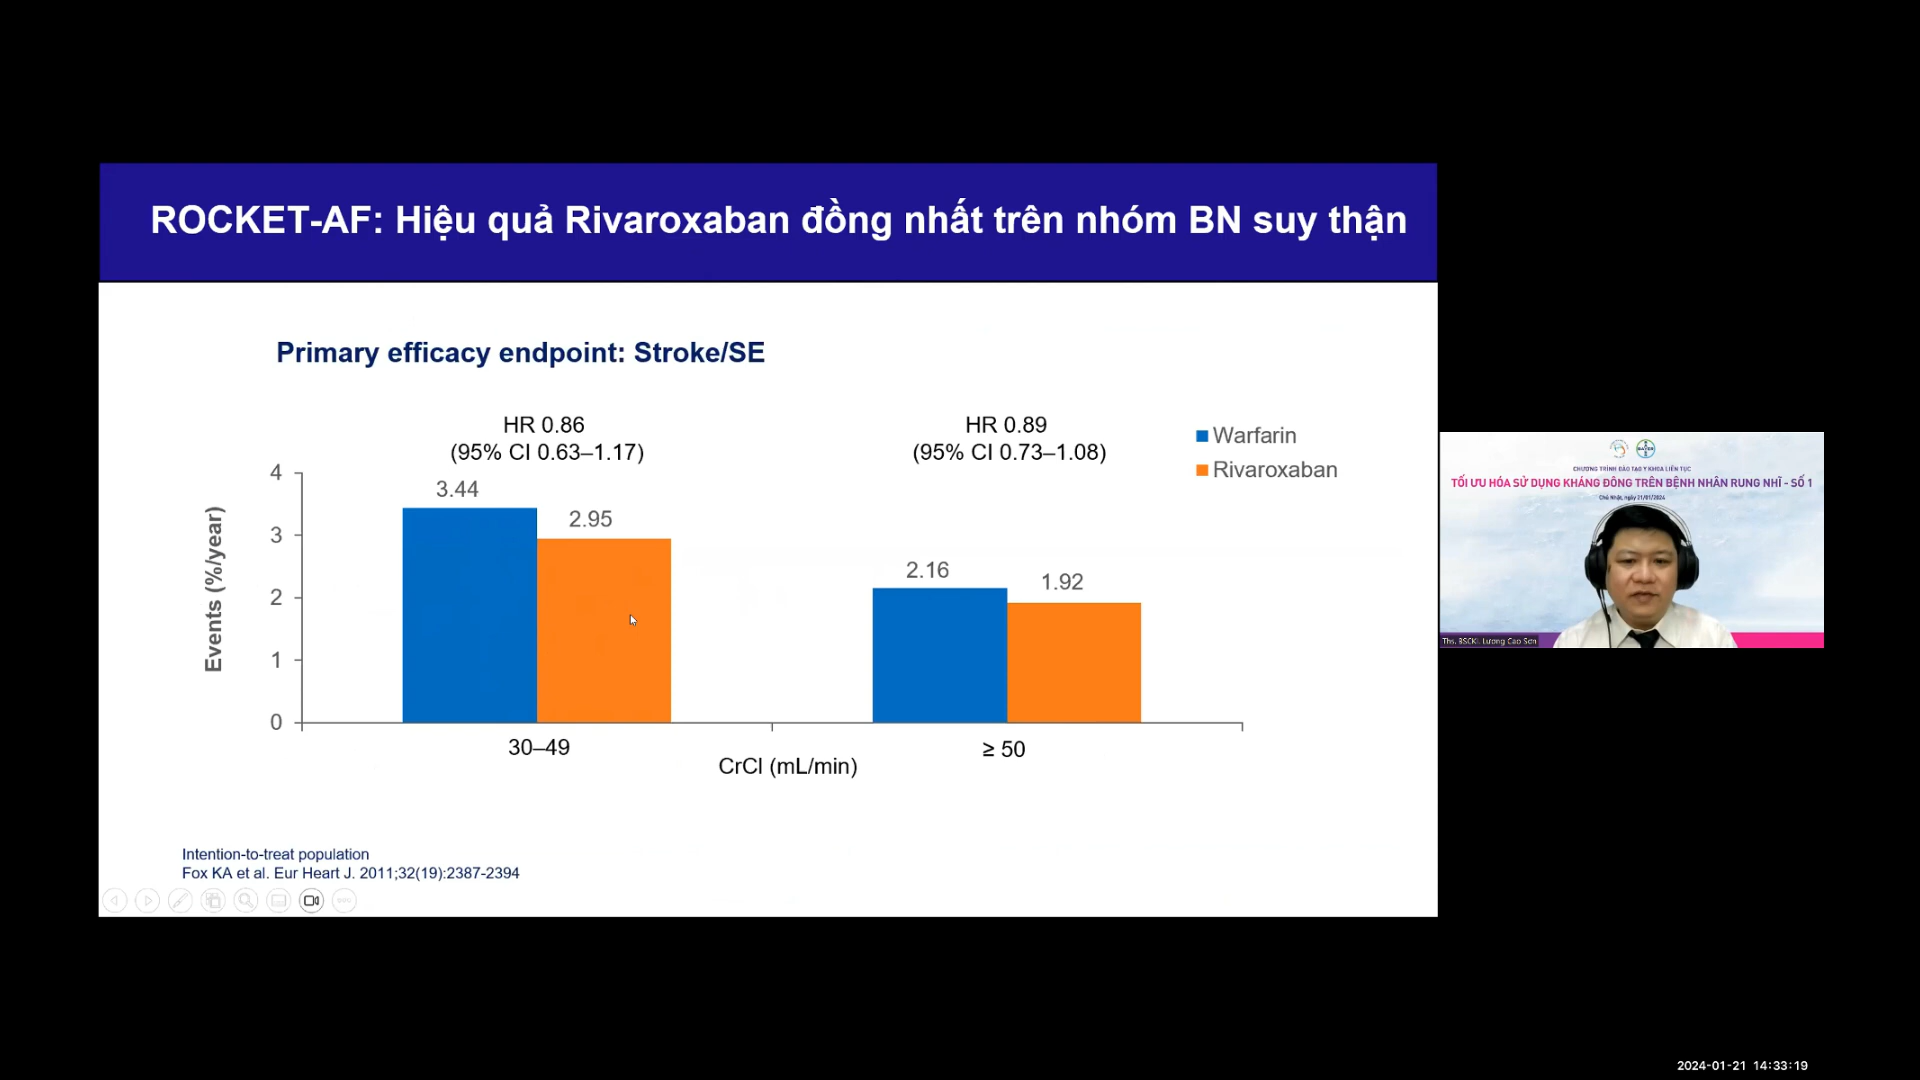 ROCKET-AF: Hiệu quả Rivaroxaban đồng nhất trên nhóm BN suy thận
Primary efficacy endpoint: Stroke/SE
HR 0.86
(95% CI 0.63–1.17)
HR 0.89
(95% CI 0.73–1.08)
Warfarin
Rivaroxaban
Events (%/year)
4
3
2
1
0
3.44
2.95
2.16
1.92
30–49
≥ 50
CrCl (mL/min)
Intention-to-treat population
Fox KA et al. Eur Heart J. 2011;32(19):2387-2394
CHƯƠNG TRÌNH ĐÀO TẠO Y KHOA LIÊN TỤC
TỐI ƯU HÓA SỬ DỤNG KHÁNG ĐÔNG TRÊN BỆNH NHÂN RUNG NHĨ - SỐ 1
Chủ Nhật, ngày 21/01/2024
Ths. BSCKI. Lương Cao Sơn
2024-01-21 14:33:19